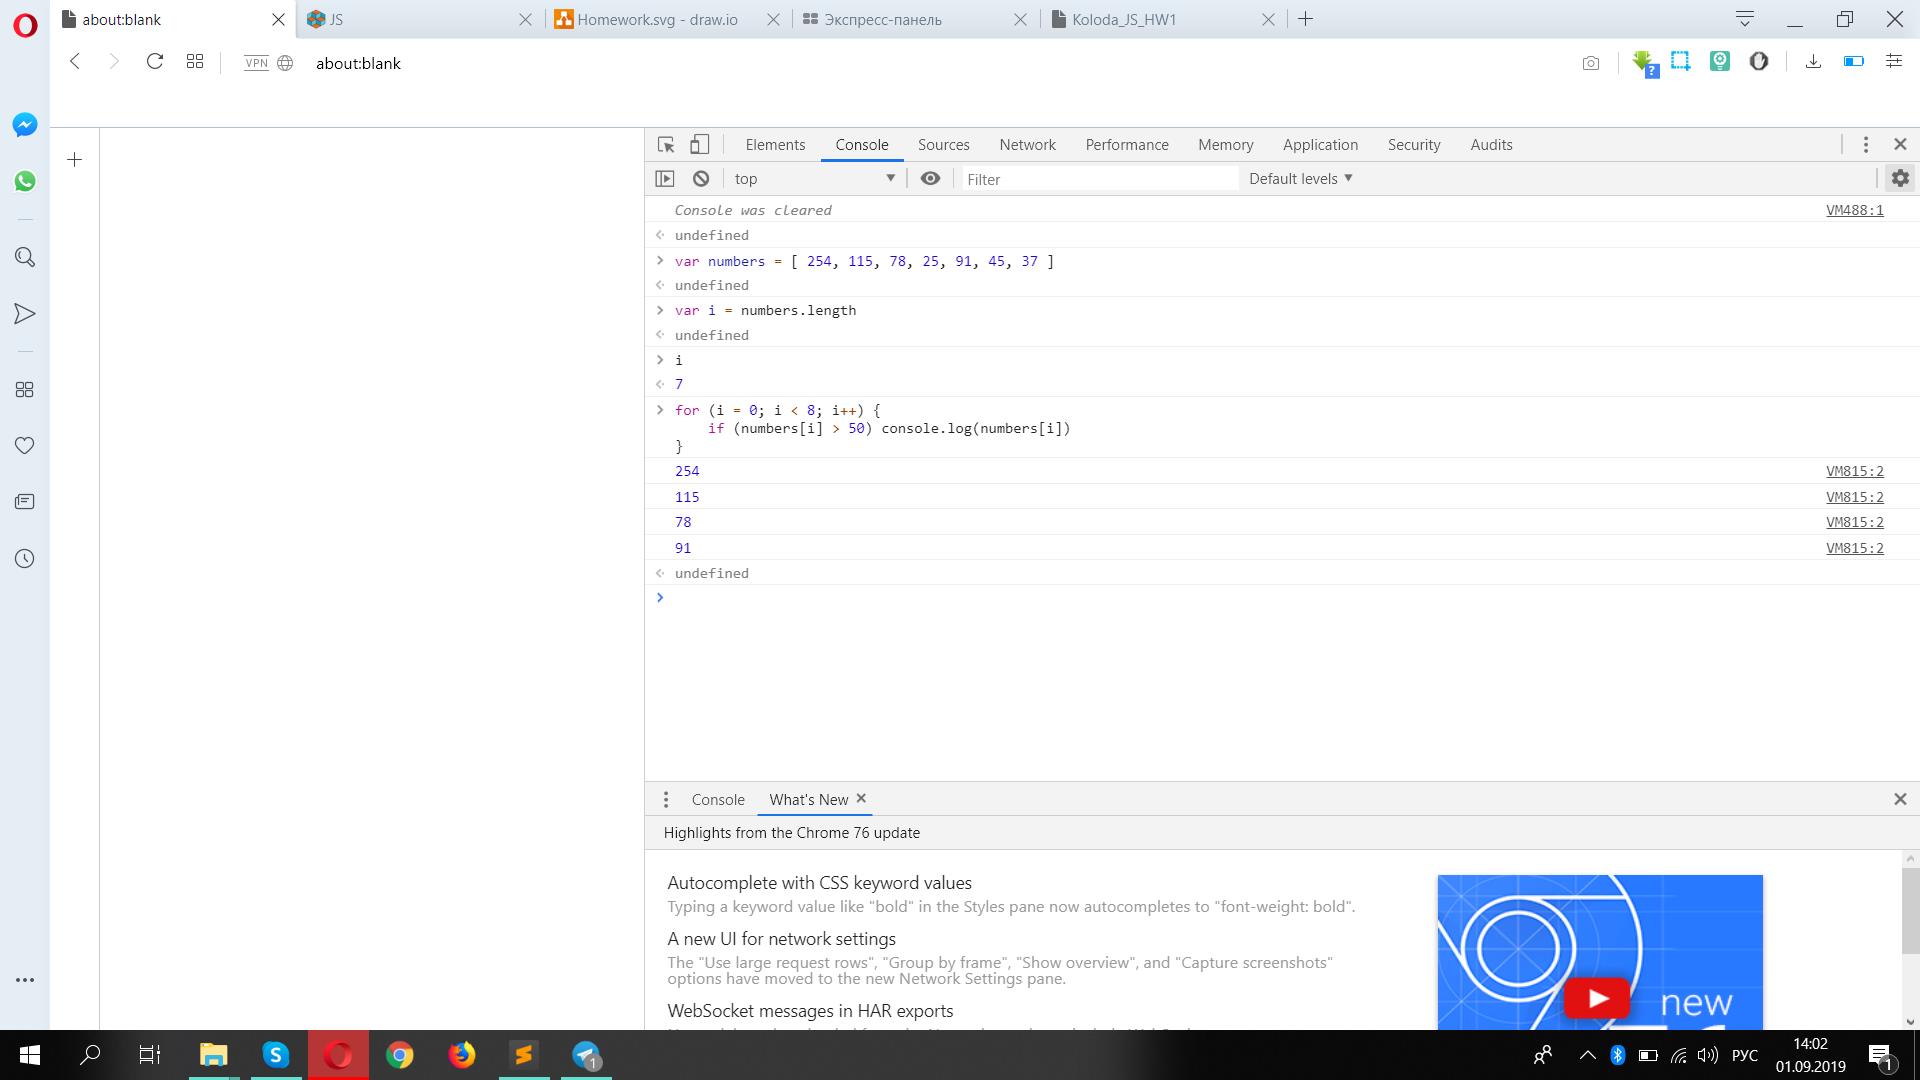 about:blank
JS
Homework.svg - draw.io
Экспресс-панель
Koloda_JS_HW1
VPN
about:blank
?
Elements
Console
Sources
Network
Performance
Memory
Application
Security
Audits
top
Filter
Default levels
Console was cleared
VM488:1
undefined
var numbers = [ 254, 115, 78, 25, 91, 45, 37 ]
undefined
var i = numbers.length
undefined
i
7
for (i = 0; i < 8; i++) {
if (numbers[i] > 50) console.log(numbers[i])
}
254
VM815:2
115
VM815:2
78
VM815:2
91
VM815:2
undefined
Console
What's New
Highlights from the Chrome 76 update
Autocomplete with CSS keyword values
Typing a keyword value like "bold" in the Styles pane now autocompletes to "font-weight: bold".
A new UI for network settings
The "Use large request rows", "Group by frame", "Show overview", and "Capture screenshots"
options have moved to the new Network Settings pane.
WebSocket messages in HAR exports
new
1
РУС
14:02
01.09.2019
1